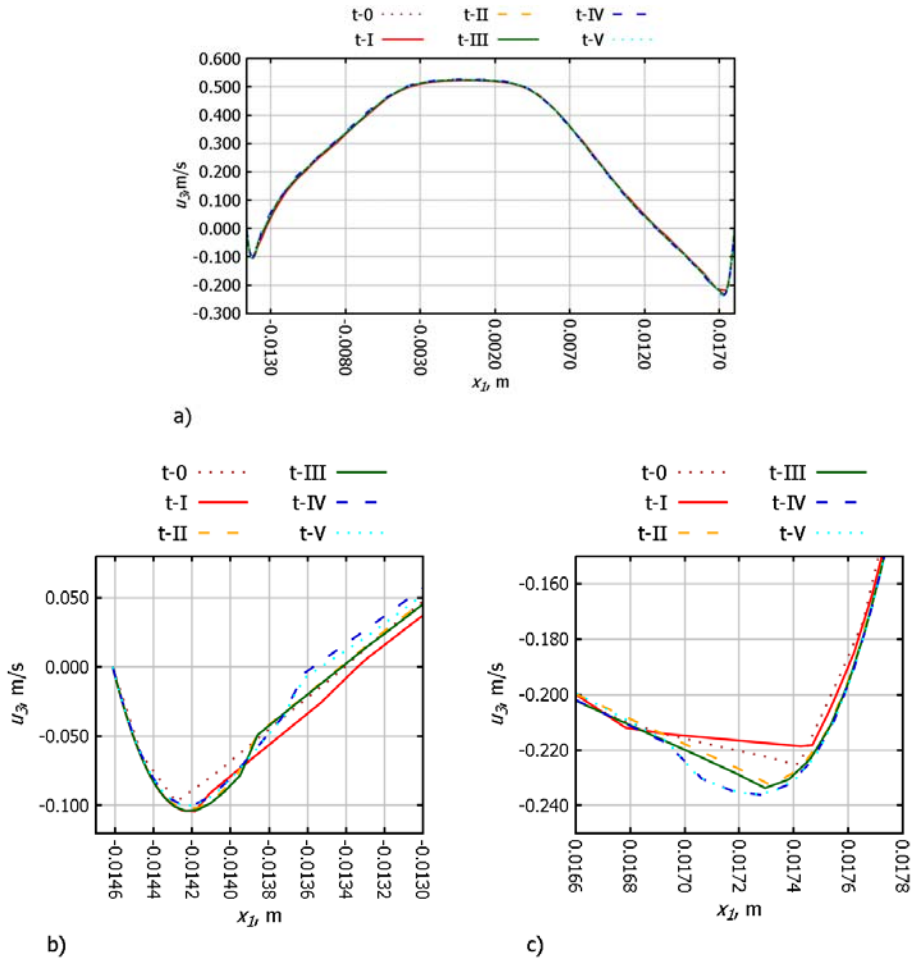 t-0 t-II t-IV
t-I t-III t-V
0.600
0.500
0.400
0.300
0.200
0.100
0.000
-0.100
-0.200
-0.300
u3, m/s
-0.0130 -0.0080 -0.0030 0.0020 0.0070 0.0120 0.0170
x1, m
a)
t-0 t-III
t-I t-IV
t-II t-V
0.050
0.000
-0.050
-0.100
u3, m/s
-0.0146 -0.0144 -0.0142 -0.0140 -0.0138 -0.0136 -0.0134 -0.0132 -0.0130
x1, m
b)
t-0 t-III
t-I t-IV
t-II t-V
-0.160
-0.180
-0.200
-0.220
-0.240
u3, m/s
0.0166 0.0168 0.0170 0.0172 0.0174 0.0176 0.0178
x1, m
c)